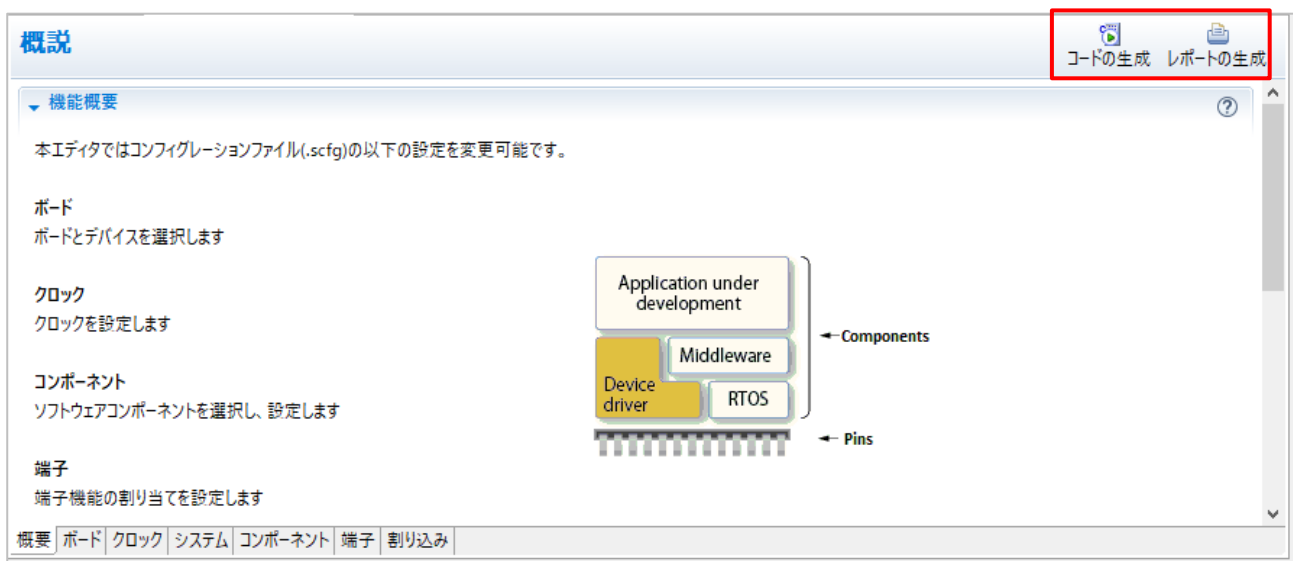 概説
コードの生成 レポートの生成
機能概要
本エディタではコンフィグレーションファイル(.scfg)の以下の設定を変更可能です。
ボード
ボードとデバイスを選択します
クロック
クロックを設定します
コンポーネント
ソフトウェアコンポーネントを選択し、設定します
端子
端子機能の割り当てを設定します
Application under
development
Middleware
Device
driver
RTOS
Components
Pins
概要 ボード クロック システム コンポーネント 端子 割り込み